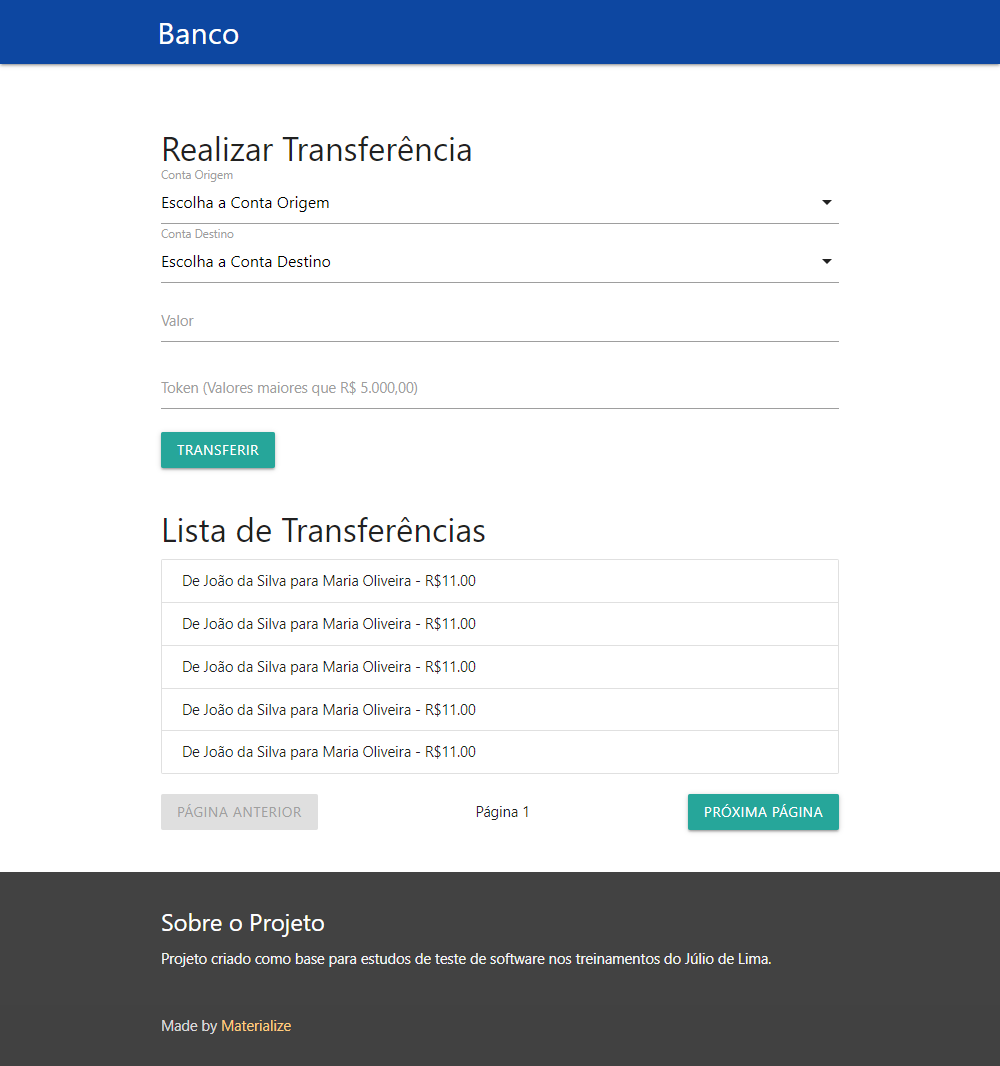 Banco
Realizar Transferência
Conta Origem
Escolha a Conta Origem
Conta Destino
Escolha a Conta Destino
Valor
Token (Valores maiores que R$ 5.000,00)
TRANSFERIR
Lista de Transferências
De João da Silva para Maria Oliveira - R$11.00
De João da Silva para Maria Oliveira - R$11.00
De João da Silva para Maria Oliveira - R$11.00
De João da Silva para Maria Oliveira - R$11.00
De João da Silva para Maria Oliveira - R$11.00
PÁGINA ANTERIOR
Página 1
PRÓXIMA PÁGINA
Sobre o Projeto
Projeto criado como base para estudos de teste de software nos treinamentos do Júlio de Lima.
Made by Materialize